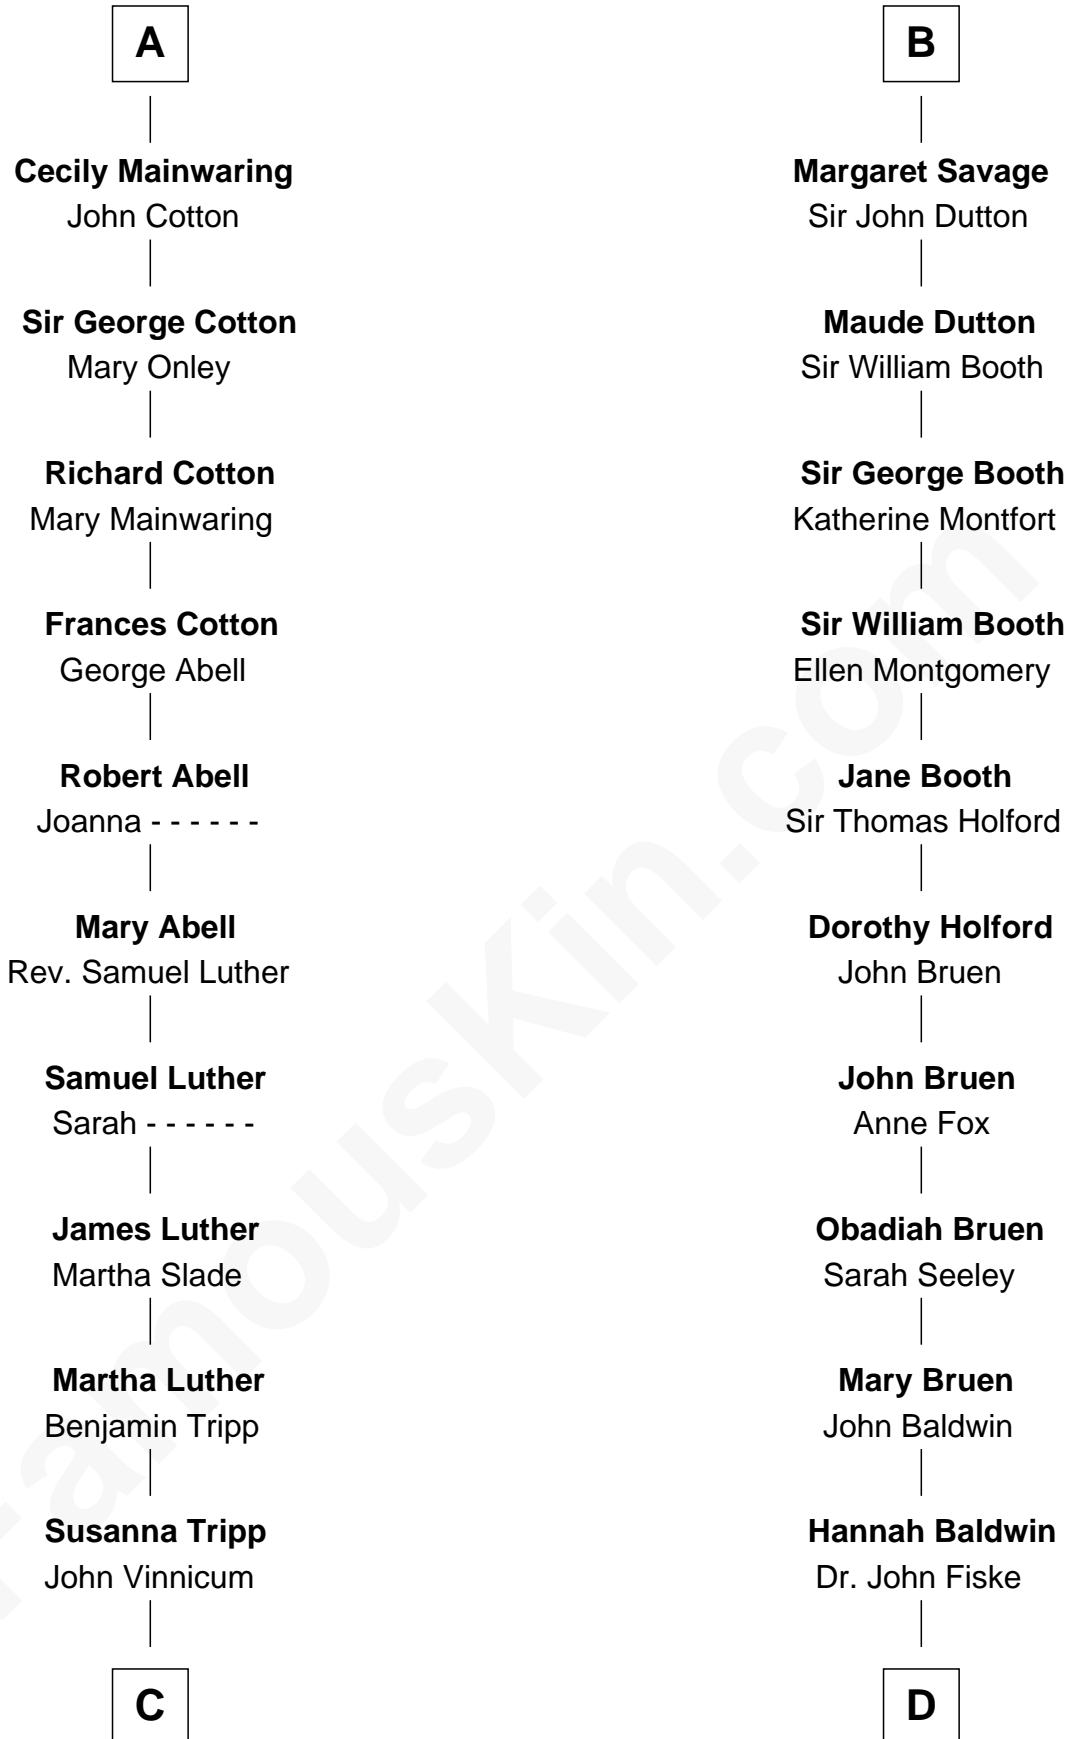 A
Cecily Mainwaring
John Cotton
Sir George Cotton
Mary Onley
Richard Cotton
Mary Mainwaring
Frances Cotton
George Abell
Robert Abell
Joanna - - - - - -
Mary Abell
Rev. Samuel Luther
Samuel Luther
Sarah - - - - - -
James Luther
Martha Slade
Martha Luther
Benjamin Tripp
Susanna Tripp
John Vinnicum
C
B
Margaret Savage
Sir John Dutton
Maude Dutton
Sir William Booth
Sir George Booth
Katherine Montfort
Sir William Booth
Ellen Montgomery
Jane Booth
Sir Thomas Holford
Dorothy Holford
John Bruen
John Bruen
Anne Fox
Obadiah Bruen
Sarah Seeley
Mary Bruen
John Baldwin
Hannah Baldwin
Dr. John Fiske
D
FamousKin.com